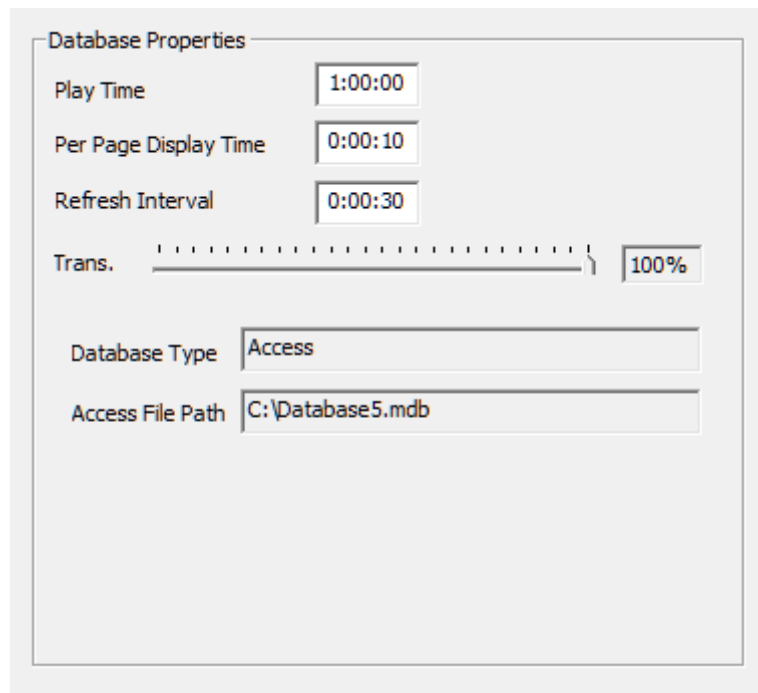 Database Properties
Play Time 1:00:00
Per Page Display Time 0:00:10
Refresh Interval 0:00:30
Trans. 100%
Database Type Access
Access File Path C:\Database5.mdb